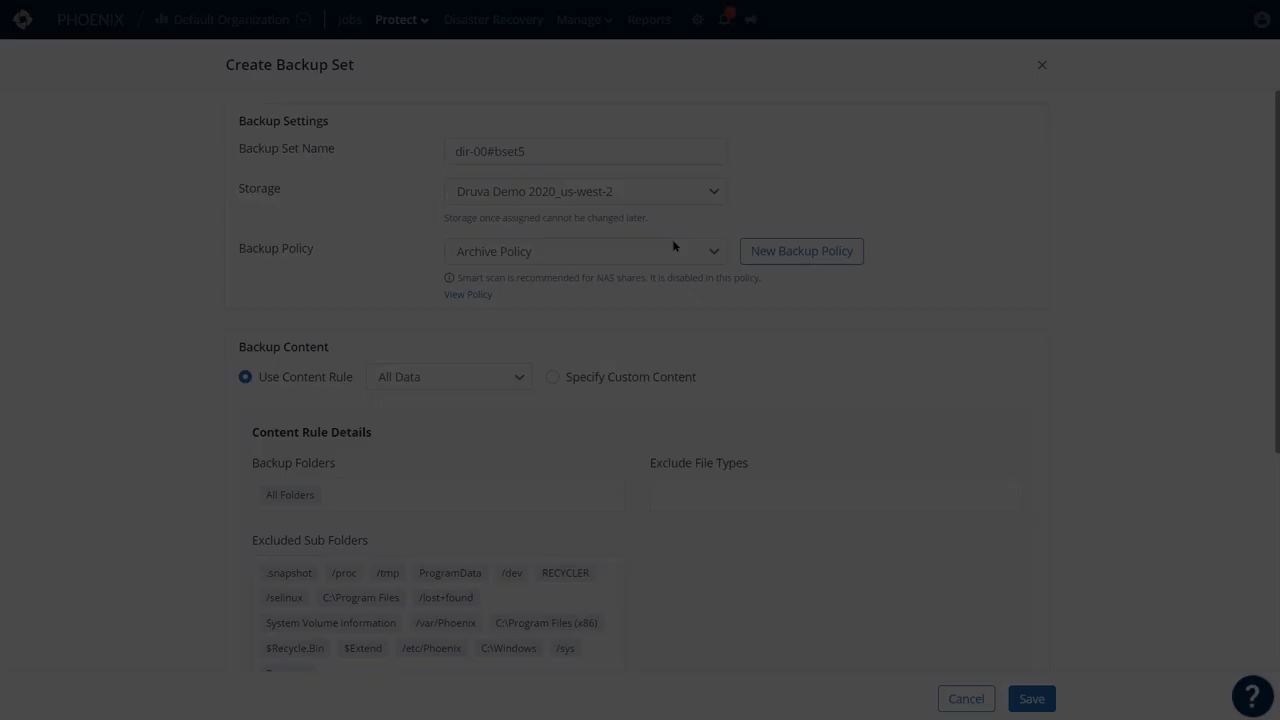 PHOENIX / Default Organization Jobs Protect Disaster Recovery Manage Reports
Create Backup Set
Backup Settings
Backup Set Name dir-00#bset5
Storage Druva Demo 2020_us-west-2
Storage once assigned cannot be changed later.
Backup Policy Archive Policy New Backup Policy
Smart scan is recommended for NAS shares. It is disabled in this policy.
View Policy
Backup Content
Use Content Rule All Data Specify Custom Content
Content Rule Details
Backup Folders Exclude File Types
All Folders
Excluded Sub Folders
.snapshot /proc /tmp ProgramData /dev RECYCLER
/selinux C:\Program Files /lost+found
System Volume information /var/Phoenix C:\Program Files (x86)
$Recycle.Bin $Extend /etc/Phoenix C:\Windows /sys
Cancel Save ?